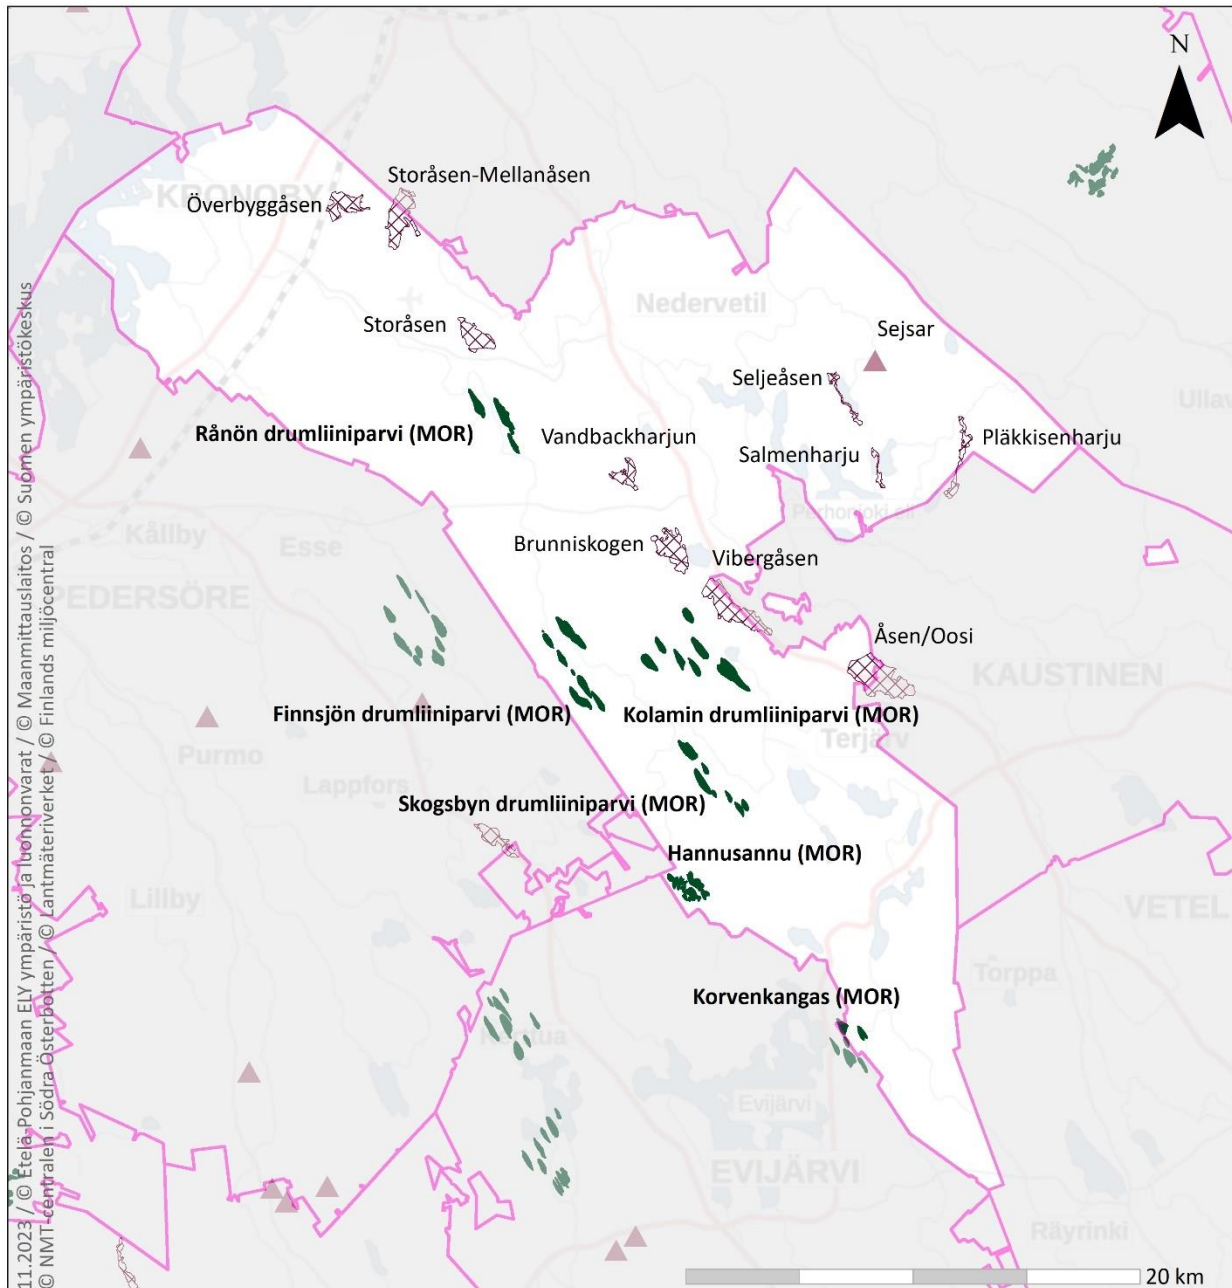 N
Storåsen-Mellanåsen
KRONOBY
Överbyggåsen
Nedervetil
Storåsen
Sejsar
Seljeåsen
Ullav
Rånön drumliiniparvi (MOR)
Vandbackharjun
Pläkkisenharju
Salmenharju
Perhonjoki ell
Kållby
Esse
Brunniskogen
Vibergåsen
PEDERSÖRE
Åsen/Oosi
KAUSTINEN
Finnsjön drumliiniparvi (MOR)
Kolamin drumliiniparvi (MOR)
Terjärv
Purmo
Lappfors
Skogsbyn drumliiniparvi (MOR)
Hannusannu (MOR)
Lillby
VETEL
Torppa
Korvenkangas (MOR)
Evijärvi
EVIJÄRVI
Räyrinki
20 km
11.2023 / © Etelä-Pohjanmaan ELY ympäristö ja luonnonvarat / © Maanmittauslaitos / © Suomen ympäristökeskus
© NMT-centralen i Södra Österbotten / © Lantmäteriverket / © Finlands miljöcentral